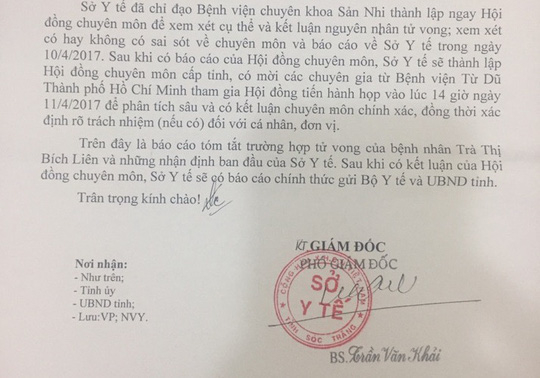 Sở Y tế đã chỉ đạo Bệnh viện chuyên khoa Sản Nhi thành lập ngay Hội
đồng chuyên môn để xem xét cụ thể và kết luận nguyên nhân tử vong; xem xét
có hay không có sai sót về chuyên môn và báo cáo về Sở Y tế trong ngày
10/4/2017. Sau khi có báo cáo của Hội đồng chuyên môn, Sở Y tế sẽ thành lập
Hội đồng chuyên môn cấp tỉnh, có mời các chuyên gia từ Bệnh viện Từ Dũ
Thành phố Hồ Chí Minh tham gia Hội đồng tiến hành họp vào lúc 14 giờ ngày
11/4/2017 để phân tích sâu và có kết luận chuyên môn chính xác, đồng thời xác
định rõ trách nhiệm (nếu có) đối với cá nhân, đơn vị.
Trên đây là báo cáo tóm tắt trường hợp tử vong của bệnh nhân Trà Thị
Bích Liên và những nhận định ban đầu của Sở Y tế. Sau khi có kết luận của Hội
đồng chuyên môn, Sở Y tế sẽ có báo cáo chính thức gửi Bộ Y tế và UBND tỉnh.
Trân trọng kính chào!
KT GIÁM ĐỐC
PHÓ GIÁM ĐỐC
Nơi nhận:
- Như trên;
- Tỉnh ủy
- UBND tỉnh;
- Lưu:VP; NVY.
SỞ
Y TẾ
TỈNH SÓC TRĂNG
BS. Trần Văn Khải